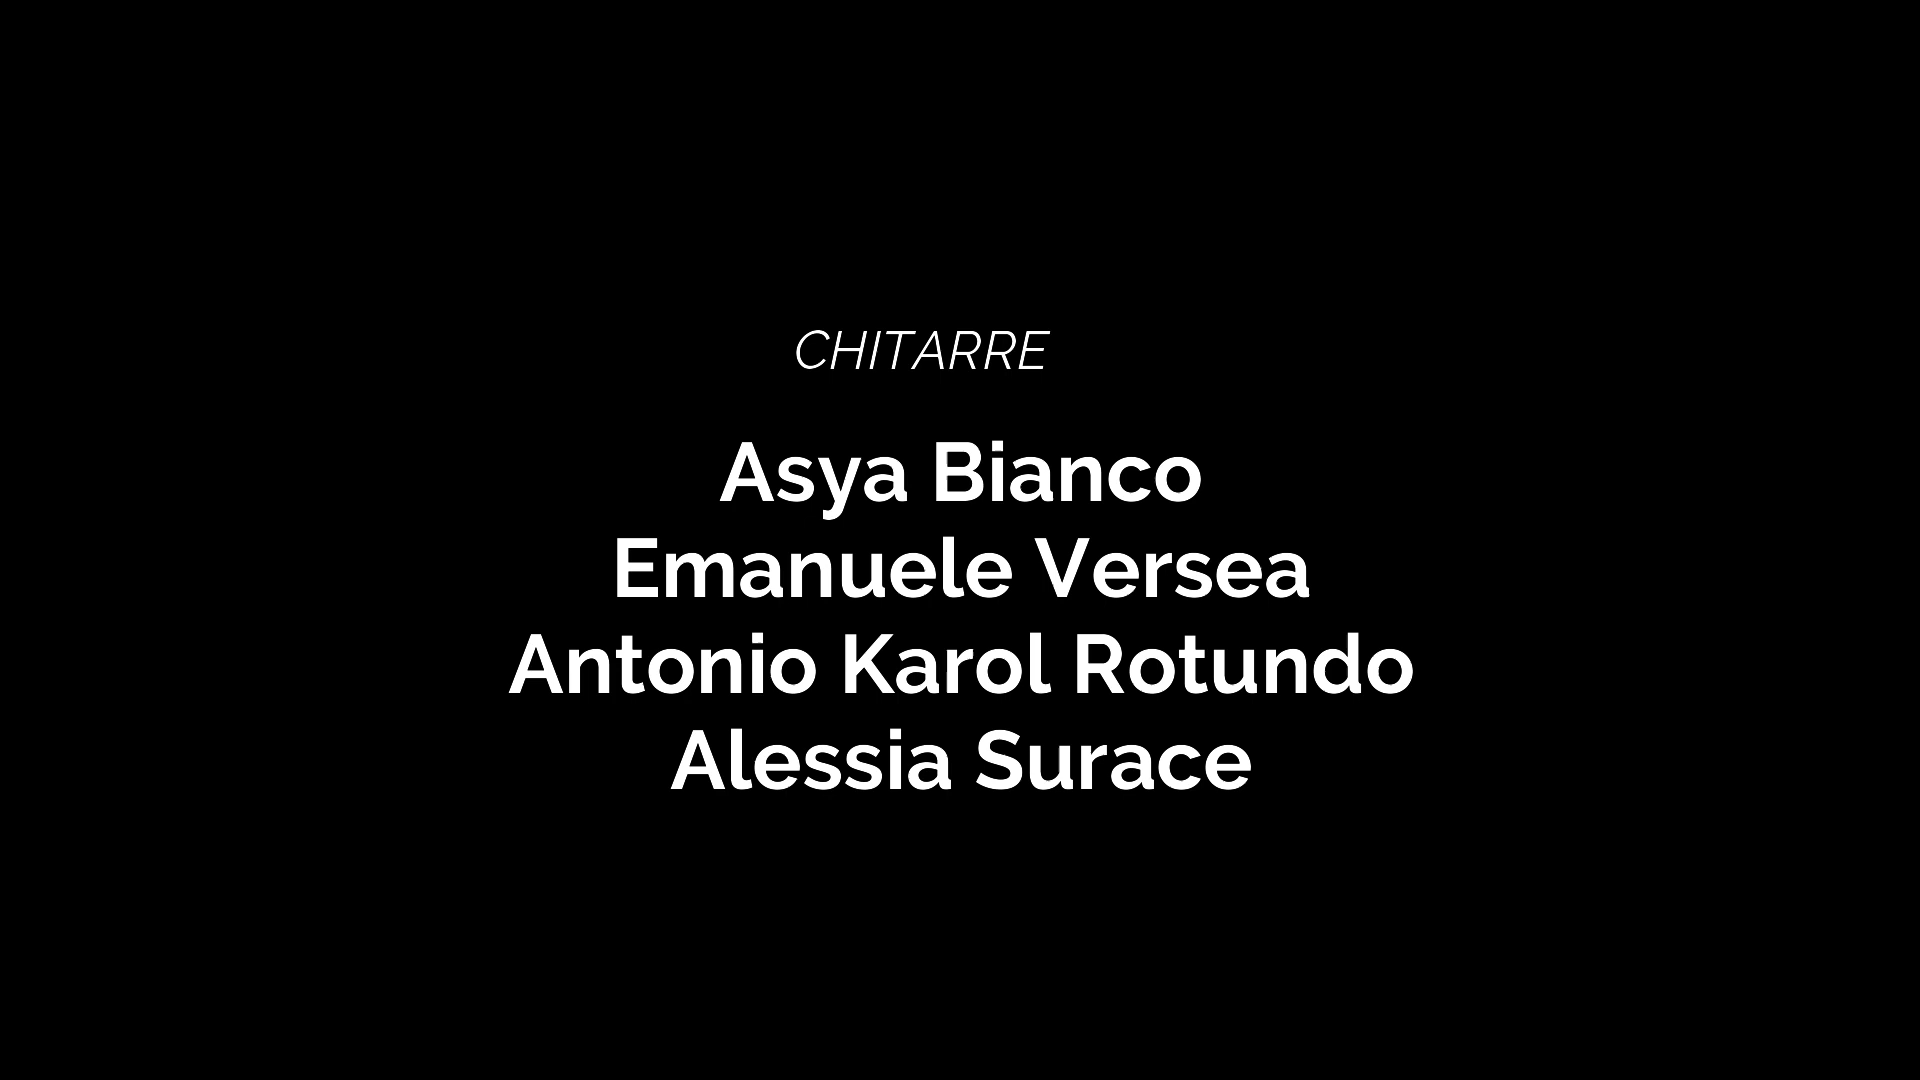 CHITARRE
Asya Bianco
Emanuele Versea
Antonio Karol Rotundo
Alessia Surace